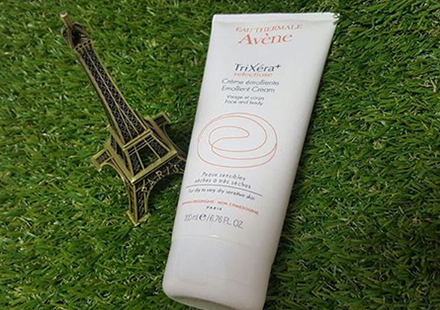 EAU THERMALE
Avène
TriXéra+
sélectiose
Crème émolliente
Emollient Cream
Visage et corps
Face and body
Peaux sensibles
sèches à très sèches
For dry to very dry sensitive skin
PARIS
200 ml ℮ / 6.76 FL. OZ.
PARIS